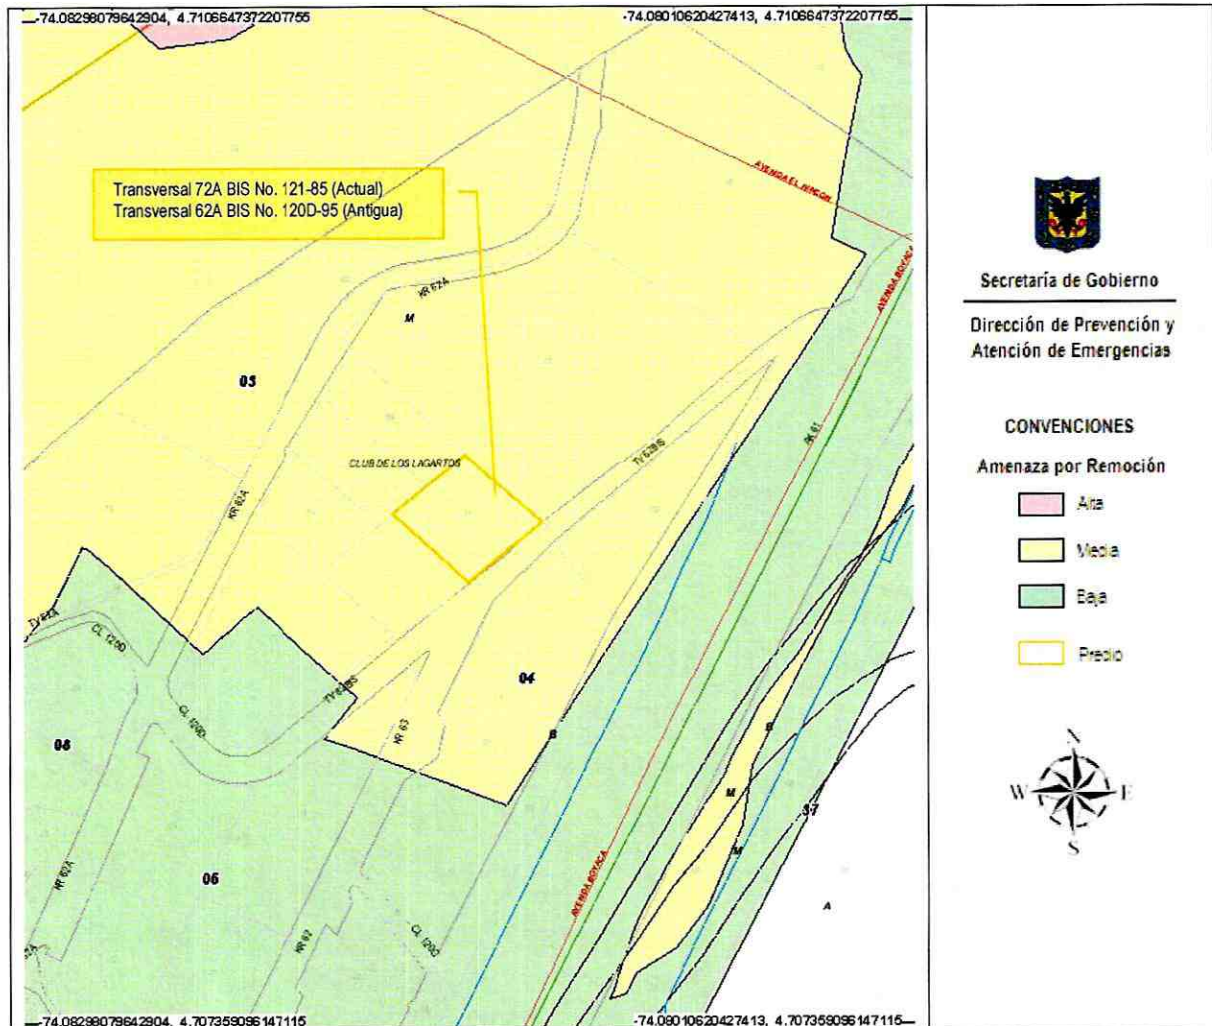 -74.08298079642904, 4.7106647372207755
-74.08010620427413, 4.7106647372207755
Transversal 72A BIS No. 121-85 (Actual)
Transversal 62A BIS No. 120D-95 (Antigua)
AVENIDA EL RINCON
AVENIDA BOYACA
KR 62A
M
03
AK 61
TV 62BIS
CLUB DE LOS LAGARTOS
KR 62A
TV 62A
CL 120D
TV 62BIS
04
CL 120D
KR 63
08
B
B
M
37
M
KR 62A
06
AVENIDA BOYACA
A
KR 62
CL 120C
62A
-74.08298079642904, 4.707359096147115
-74.08010620427413, 4.707359096147115
Secretaría de Gobierno
Dirección de Prevención y
Atención de Emergencias
CONVENCIONES
Amenaza por Remoción
Alta
Media
Baja
Predio
N
W
E
S